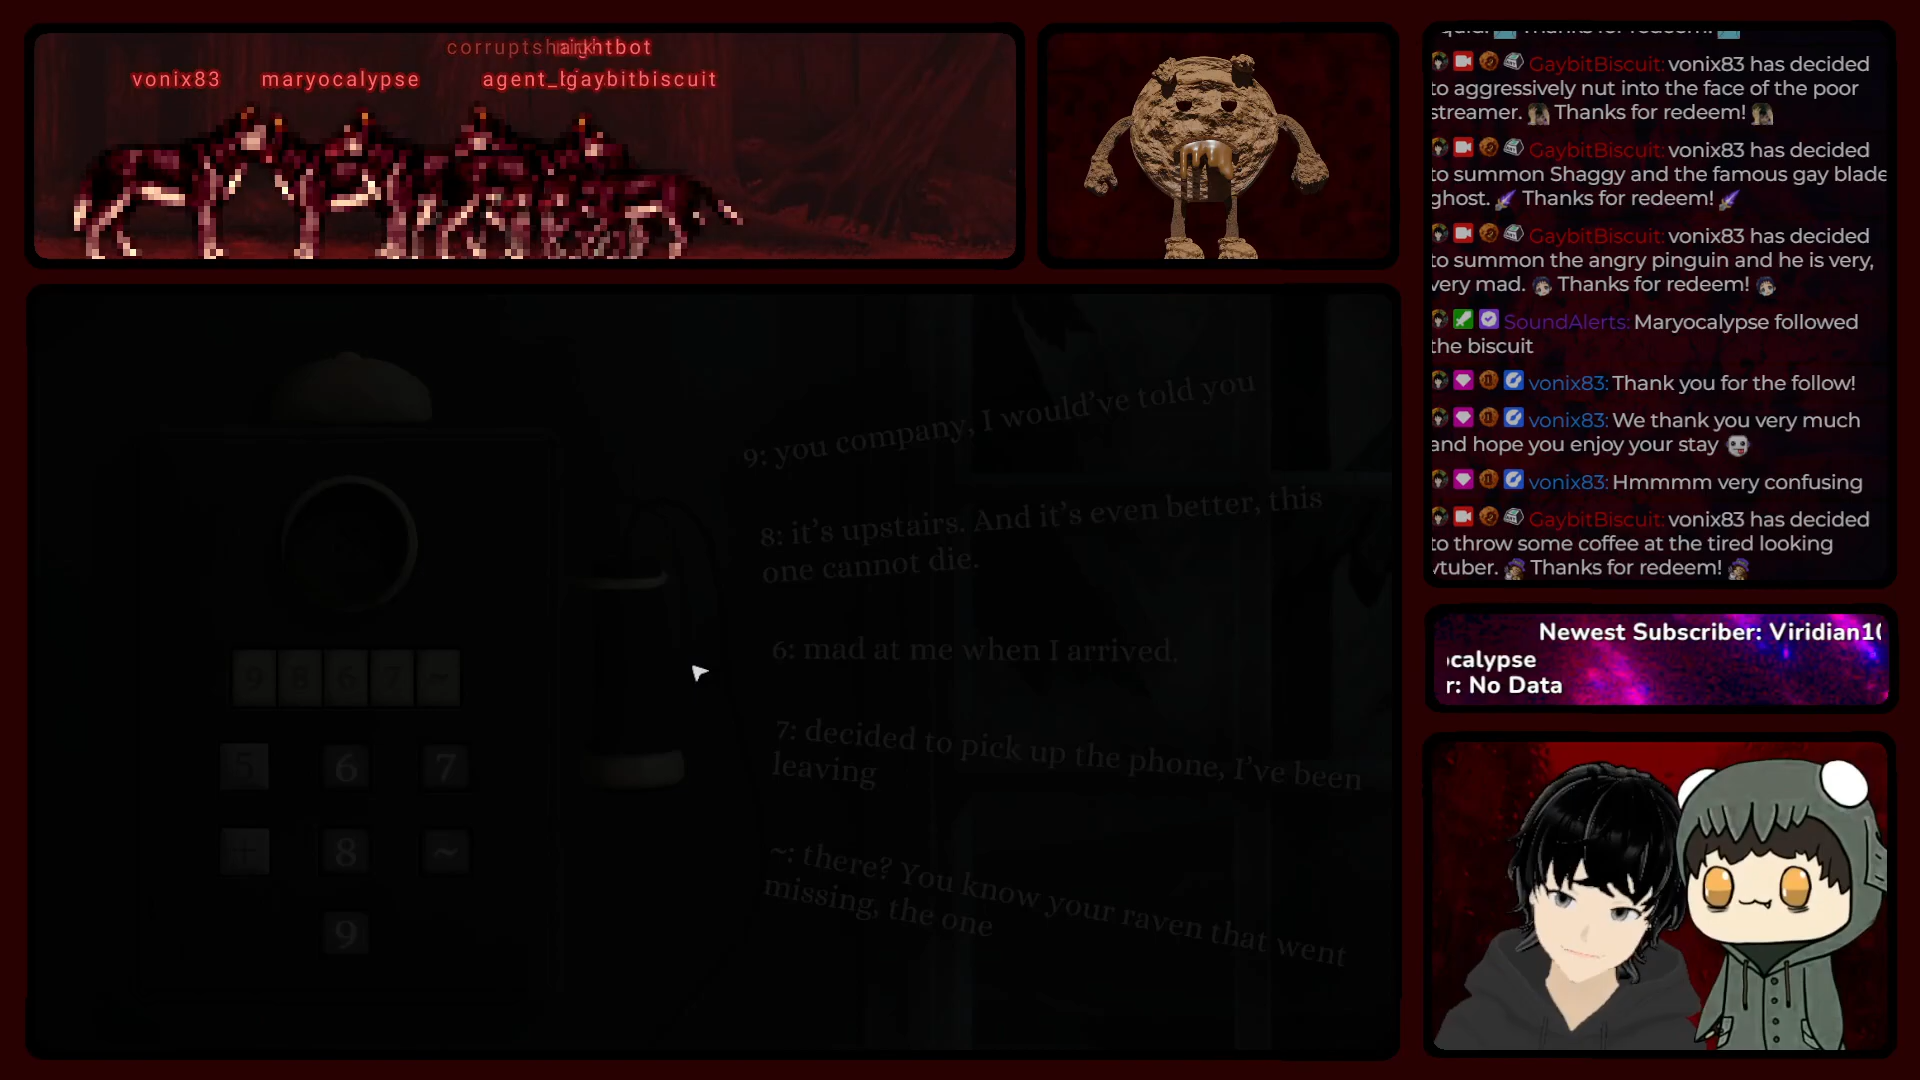 vonix83
maryocalypse
gaybitbiscuit
9: you company, I would've told you
8: it's upstairs. And it's even better, this
one cannot die.
6: mad at me when I arrived.
7: decided to pick up the phone, I've been
leaving
~: there? You know your raven that went
missing, the one
9 8 6 7 ~
5 6 7
+ 8 ~
9
GaybitBiscuit: vonix83 has decided
to aggressively nut into the face of the poor
streamer. Thanks for redeem!
GaybitBiscuit: vonix83 has decided
to summon Shaggy and the famous gay blade
ghost. Thanks for redeem!
GaybitBiscuit: vonix83 has decided
to summon the angry pinguin and he is very,
very mad. Thanks for redeem!
SoundAlerts: Maryocalypse followed
the biscuit
vonix83: Thank you for the follow!
vonix83: We thank you very much
and hope you enjoy your stay
vonix83: Hmmmm very confusing
GaybitBiscuit: vonix83 has decided
to throw some coffee at the tired looking
vtuber. Thanks for redeem!
Newest Subscriber: Viridian1
calypse
r: No Data